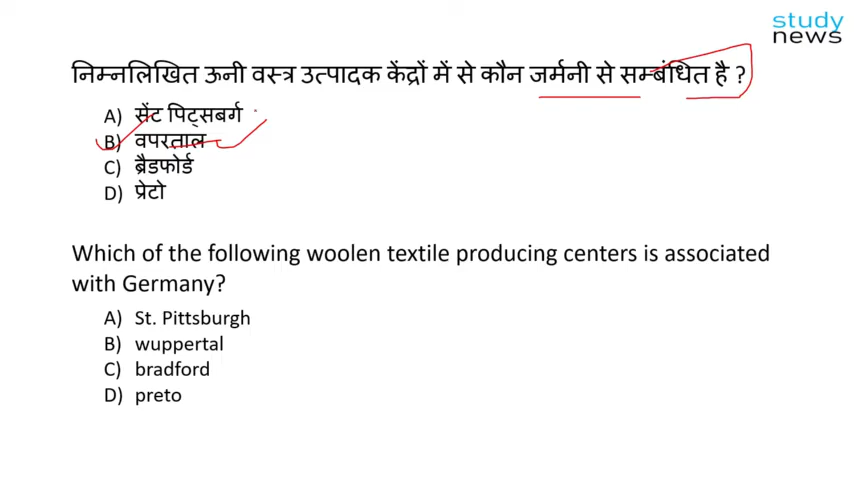 study
news
निम्नलिखित ऊनी वस्त्र उत्पादक केंद्रों में से कौन जर्मनी से सम्बंधित है ?
A) सेंट पिट्सबर्ग
B) वपरताल
C) ब्रैडफोर्ड
D) प्रेटो
Which of the following woolen textile producing centers is associated
with Germany?
A) St. Pittsburgh
B) wuppertal
C) bradford
D) preto